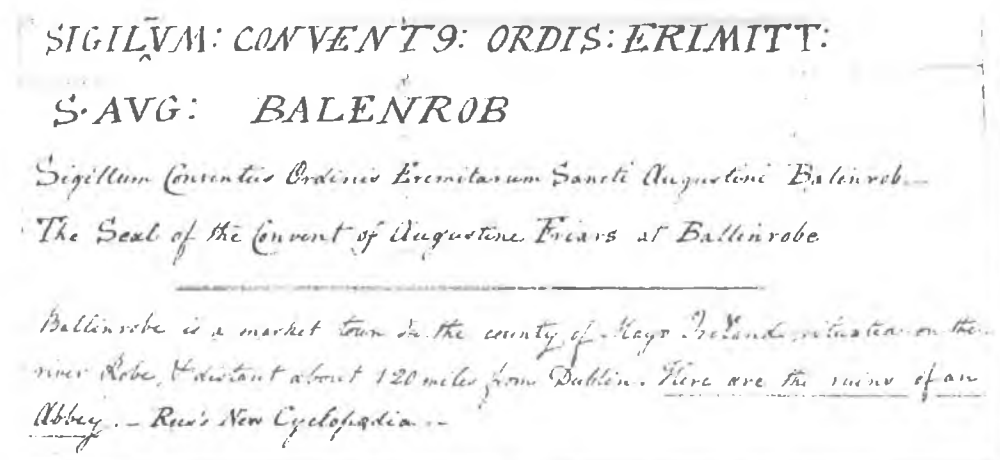 SIGILVM: CONVENT9: ORDIS: ERIMITT:
S·AVG: BALENROB
Sigillum Conventus Ordinis Eremitarum Sancti Augustini Balenrob.—
The Seal of the Convent of Augustine Friars at Ballinrobe
Ballinrobe is a market town in the county of Mayo Ireland, situated on the
river Robe, & distant about 120 miles from Dublin. Here are the ruins of an
Abbey. — Rees's New Cyclopædia. —